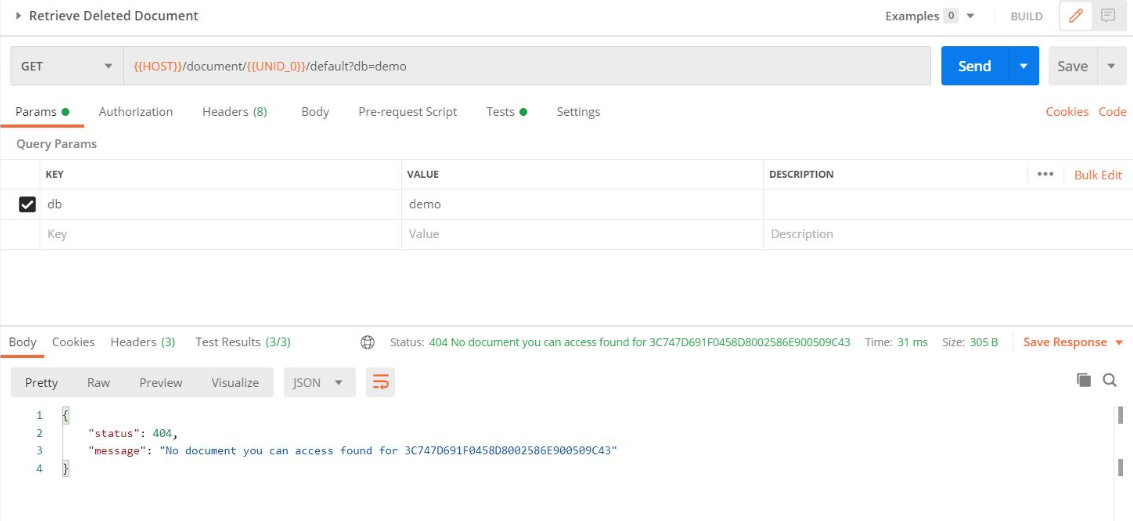 Retrieve Deleted Document Examples 0 BUILD
GET {{HOST}}/document/{{UNID_0}}/default?db=demo Send Save
Params Authorization Headers (8) Body Pre-request Script Tests Settings Cookies Code
Query Params
KEY VALUE DESCRIPTION ••• Bulk Edit
db demo
Key Value Description
Body Cookies Headers (3) Test Results (3/3) Status: 404 No document you can access found for 3C747D691F0458D8002586E900509C43 Time: 31 ms Size: 305 B Save Response
Pretty Raw Preview Visualize JSON
1 {
2 "status": 404,
3 "message": "No document you can access found for 3C747D691F0458D8002586E900509C43"
4 }